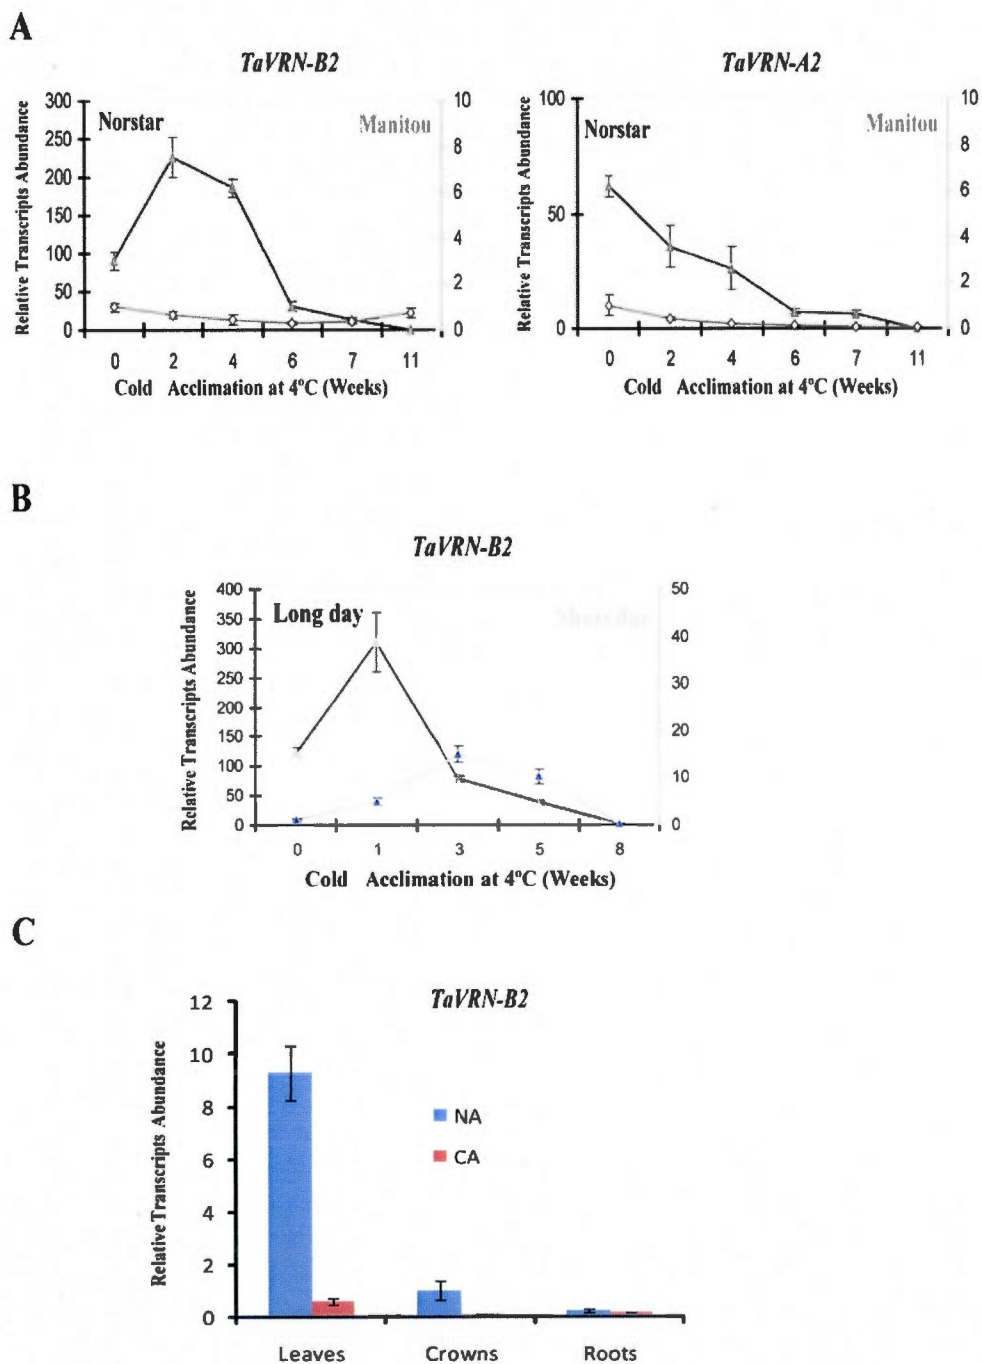 A
TaVRN-B2
Relative Transcripts Abundance
300
250
200
150
100
50
0
Norstar
Manitou
10
8
6
4
2
0
0 2 4 6 7 11
Cold Acclimation at 4ºC (Weeks)
TaVRN-A2
Relative Transcripts Abundance
100
50
0
Norstar
Manitou
10
8
6
4
2
0
0 2 4 6 7 11
Cold Acclimation at 4ºC (Weeks)
B
TaVRN-B2
Relative Transcripts Abundance
400
350
300
250
200
150
100
50
0
Long day
Short day
50
40
30
20
10
0
0 1 3 5 8
Cold Acclimation at 4ºC (Weeks)
C
TaVRN-B2
Relative Transcripts Abundance
12
10
8
6
4
2
0
NA
CA
Leaves Crowns Roots